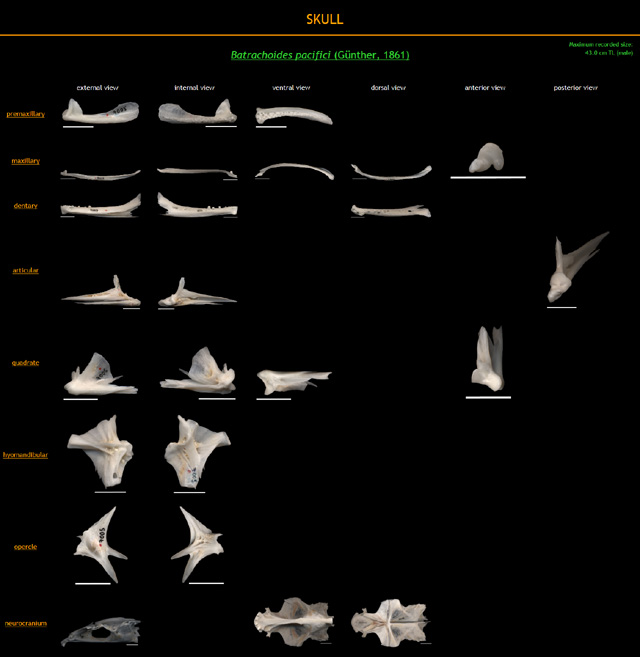 SKULL
Batrachoides pacifici (Günther, 1861)
Maximum recorded size:
43.0 cm TL (male)
external view internal view ventral view dorsal view anterior view posterior view
premaxillary
maxillary
dentary
articular
quadrate
hyomandibular
opercle
neurocranium